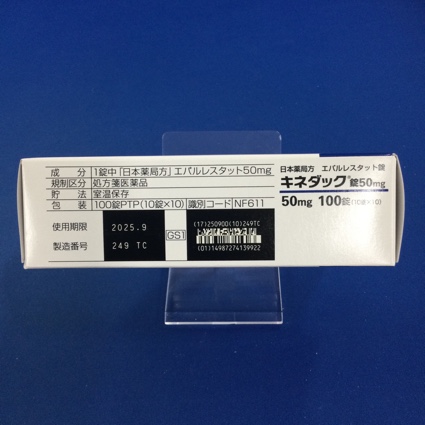 成分 1錠中「日本薬局方」エパルレスタット50mg
規制区分 処方箋医薬品
貯法 室温保存
包装 100錠PTP(10錠×10) 識別コード NF611
使用期限 2025.9
製造番号 249 TC
GS1
(17)250900(10)249TC
(01)14987274139922
日本薬局方 エパルレスタット錠
キネダック®錠50mg
50mg 100錠(10錠×10)